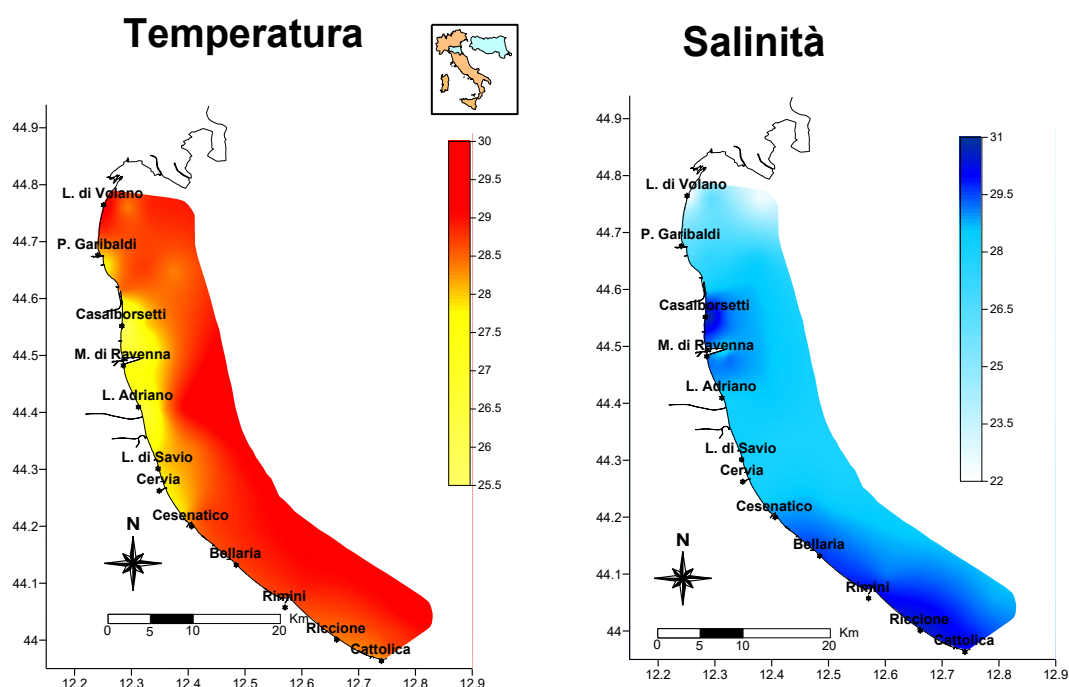 Temperatura
Salinità
44.9
44.8
44.7
44.6
44.5
44.4
44.3
44.2
44.1
44
12.2
12.3
12.4
12.5
12.6
12.7
12.8
12.9
L. di Volano
P. Garibaldi
Casalborsetti
M. di Ravenna
L. Adriano
L. di Savio
Cervia
Cesenatico
Bellaria
Rimini
Riccione
Cattolica
N
0
5
10
20
Km
30
29.5
29
28.5
28
27.5
27
26.5
26
25.5
44.9
44.8
44.7
44.6
44.5
44.4
44.3
44.2
44.1
44
12.2
12.3
12.4
12.5
12.6
12.7
12.8
12.9
L. di Volano
P. Garibaldi
Casalborsetti
M. di Ravenna
L. Adriano
L. di Savio
Cervia
Cesenatico
Bellaria
Rimini
Riccione
Cattolica
N
0
5
10
20
Km
31
29.5
28
26.5
25
23.5
22